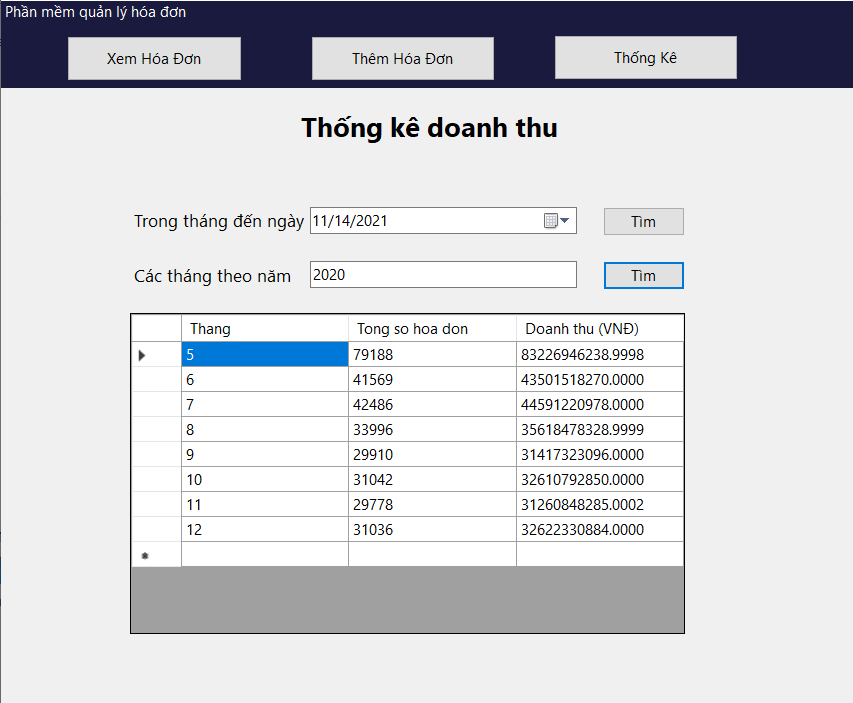 Phần mềm quản lý hóa đơn
Xem Hóa Đơn Thêm Hóa Đơn Thống Kê
Thống kê doanh thu
Trong tháng đến ngày 11/14/2021 Tìm
Các tháng theo năm 2020 Tìm
Thang Tong so hoa don Doanh thu (VNĐ)
5 79188 83226946238.9998
6 41569 43501518270.0000
7 42486 44591220978.0000
8 33996 35618478328.9999
9 29910 31417323096.0000
10 31042 32610792850.0000
11 29778 31260848285.0002
12 31036 32622330884.0000